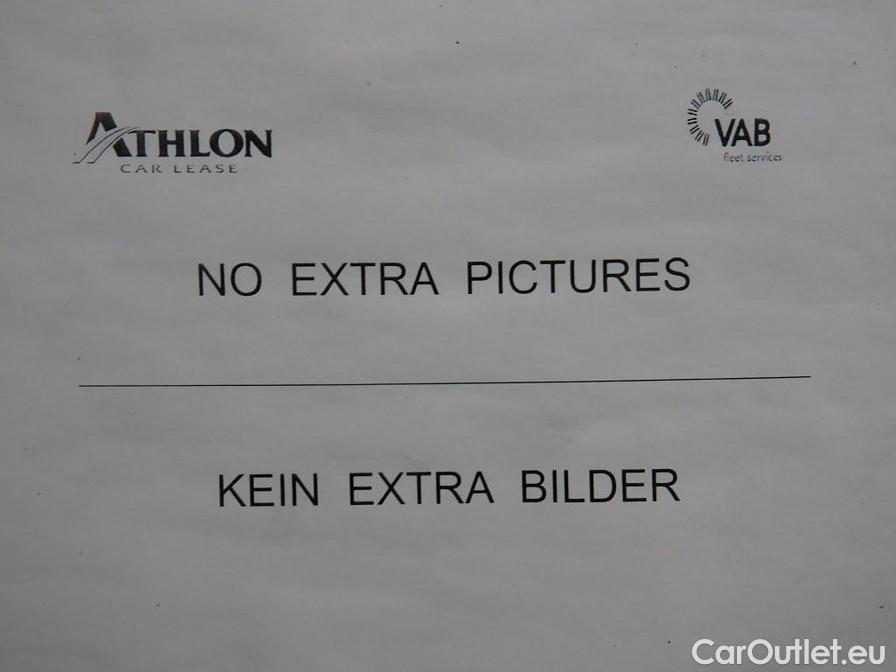 ATHLON
CAR LEASE
VAB
fleet services
NO EXTRA PICTURES
KEIN EXTRA BILDER
CarOutlet.eu